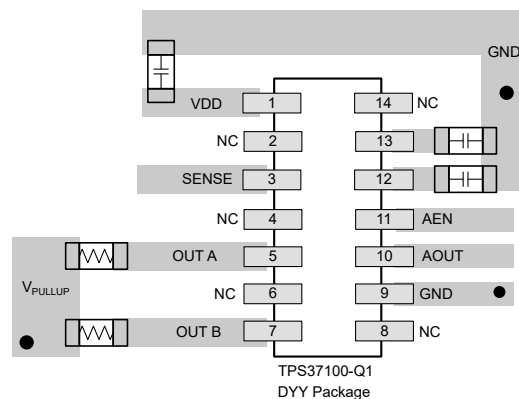 GND
VDD 1 14 NC
NC 2 13
SENSE 3 12
NC 4 11 AEN
OUT A 5 10 AOUT
VPULLUP
NC 6 9 GND
OUT B 7 8 NC
TPS37100-Q1
DYY Package